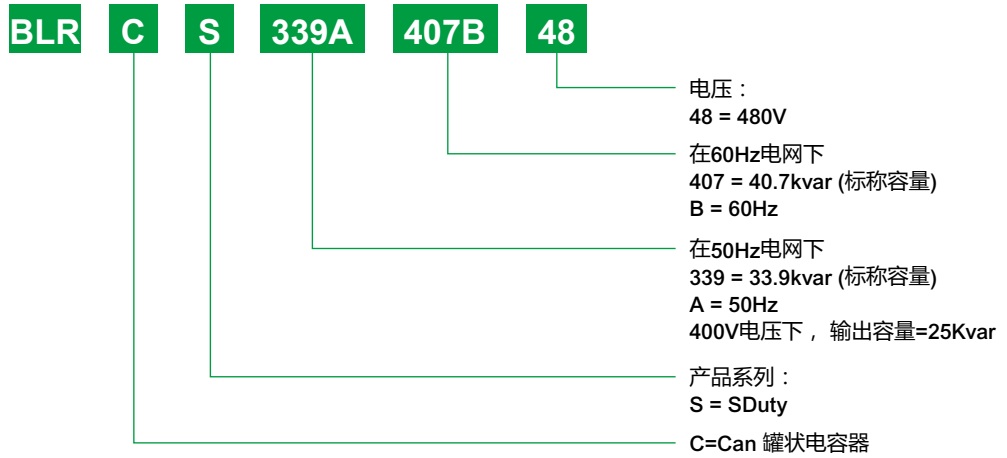 BLR C S 339A 407B 48
电压：
48 = 480V
在60Hz电网下
407 = 40.7kvar (标称容量)
B = 60Hz
在50Hz电网下
339 = 33.9kvar (标称容量)
A = 50Hz
400V电压下，输出容量=25Kvar
产品系列：
S = SDuty
C=Can 罐状电容器